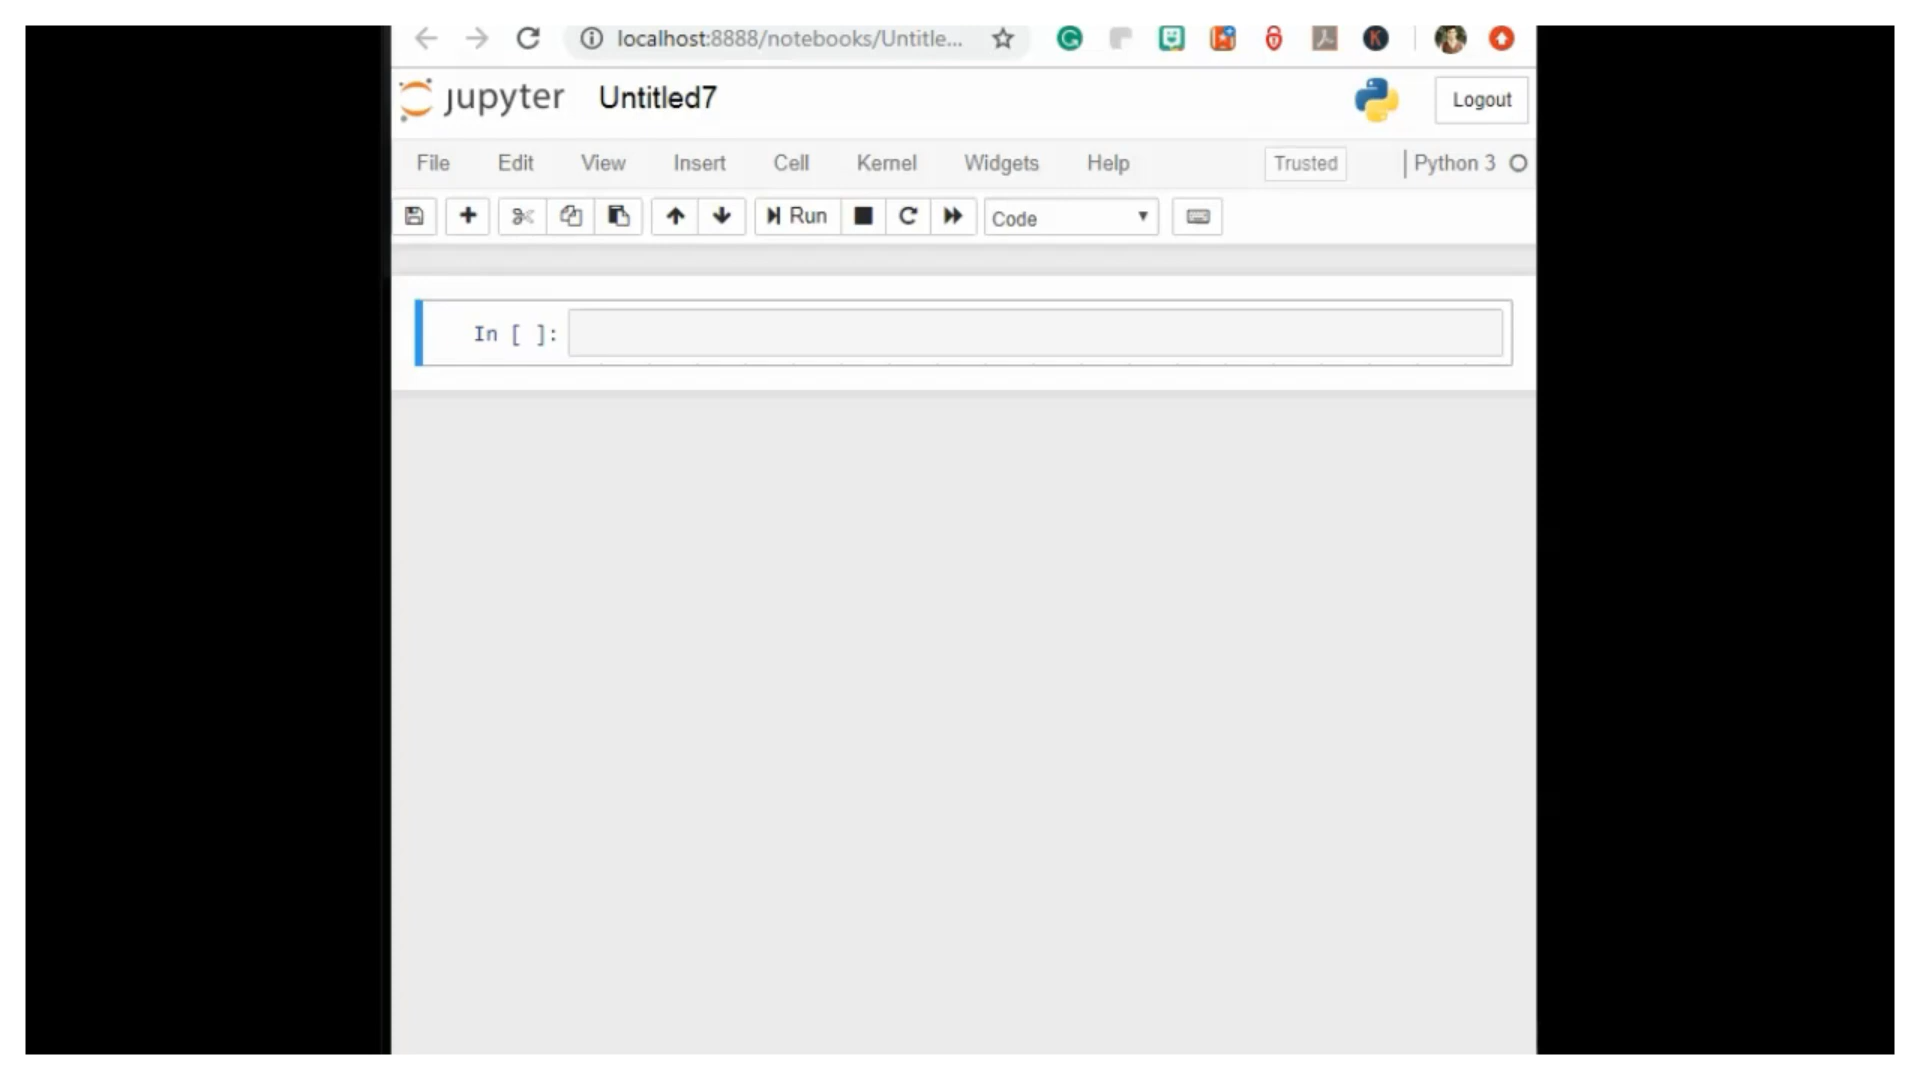 localhost:8888/notebooks/Untitle...
jupyter Untitled7 Logout
File Edit View Insert Cell Kernel Widgets Help Trusted Python 3
Run Code
In [ ]: